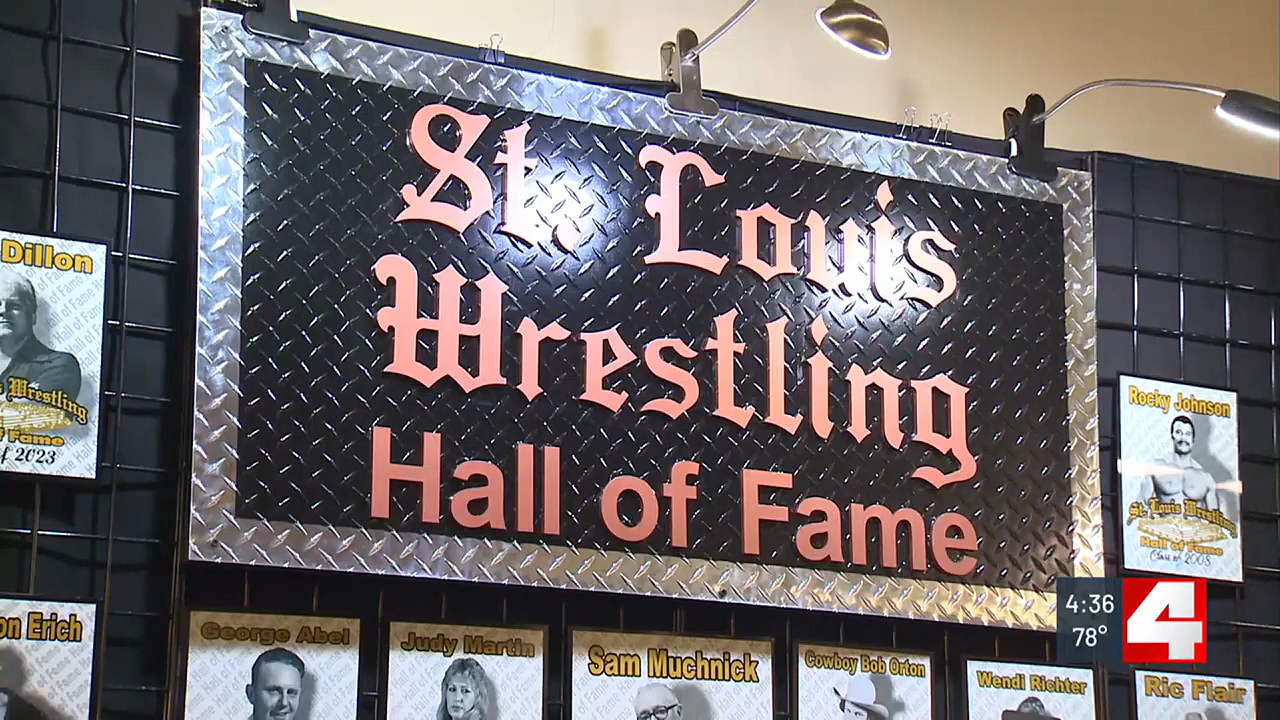 St. Louis
Wrestling
Hall of Fame
Dillon
Wrestling
of Fame
of 2023
Rocky Johnson
St. Louis Wrestling
Hall of Fame
Class of 2008
on Erich
George Abel
Judy Martin
Sam Muchnick
Cowboy Bob Orton
Wendi Richter
Ric Flair
4:36
78°
4